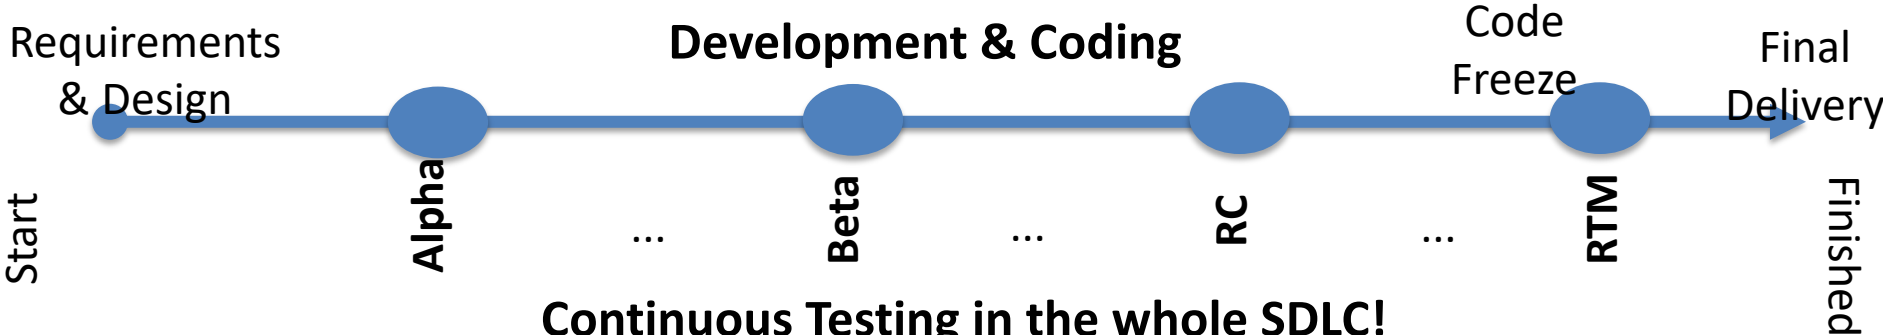 Requirements
& Design
Development & Coding
Code
Freeze
Final
Delivery
Start
Alpha
...
Beta
...
RC
...
RTM
Finished
Continuous Testing in the whole SDLC!